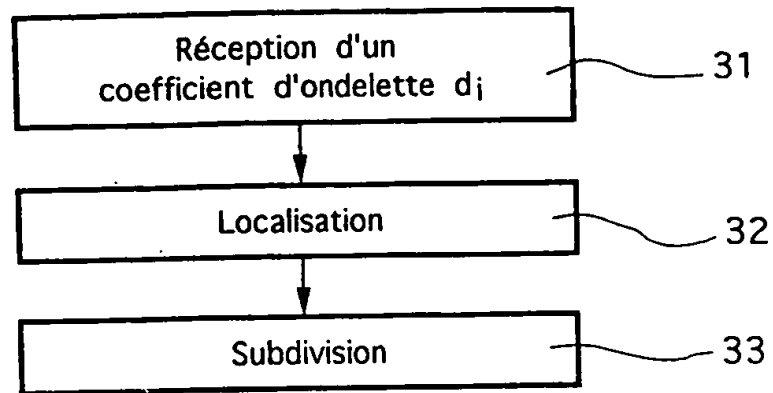 Réception d'un
coefficient d'ondelette di
31
Localisation
32
Subdivision
33